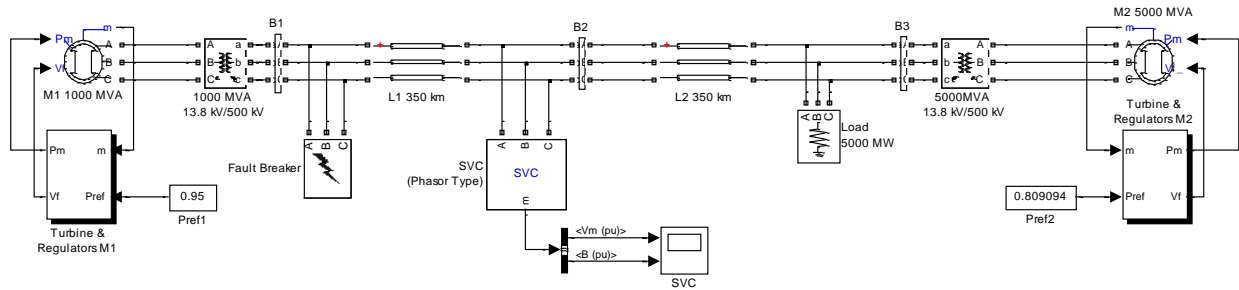 B1
B2
B3
M2 5000 MVA
m
Pm
Vf
A
B
C
M1 1000 MVA
A
B
C
a
b
c
1000 MVA
13.8 kV/500 kV
A
B
C
L1 350 km
A
B
C
L2 350 km
A
B
C
a
b
c
A
B
C
5000MVA
13.8 kV/500 kV
m
Pm
Vf_
A
B
C
Turbine &
Regulators M2
Pm
m
Vf
Pref
Turbine &
Regulators M1
0.95
Pref1
A
B
C
Fault Breaker
A
B
C
SVC
(Phasor Type)
SVC
m
<Vm (pu)>
<B (pu)>
SVC
A
B
C
Load
5000 MW
0.809094
Pref2
m
Pm
Pref
Vf